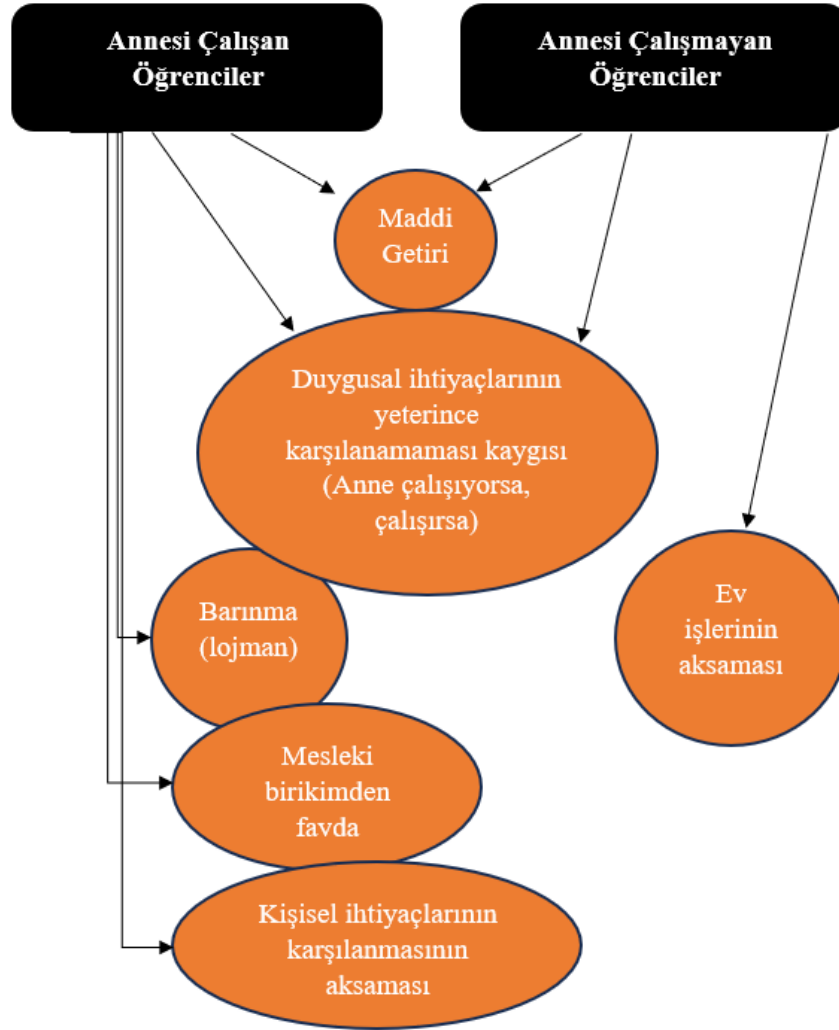 Annesi Çalışan
Öğrenciler
Annesi Çalışmayan
Öğrenciler
Maddi
Getiri
Duygusal ihtiyaçlarının
yeterince
karşılanamaması kaygısı
(Anne çalışıyorsa,
çalışırsa)
Barınma
(lojman)
Ev
işlerinin
aksaması
Mesleki
birikimden
favda
Kişisel ihtiyaçlarının
karşılanmasının
aksaması